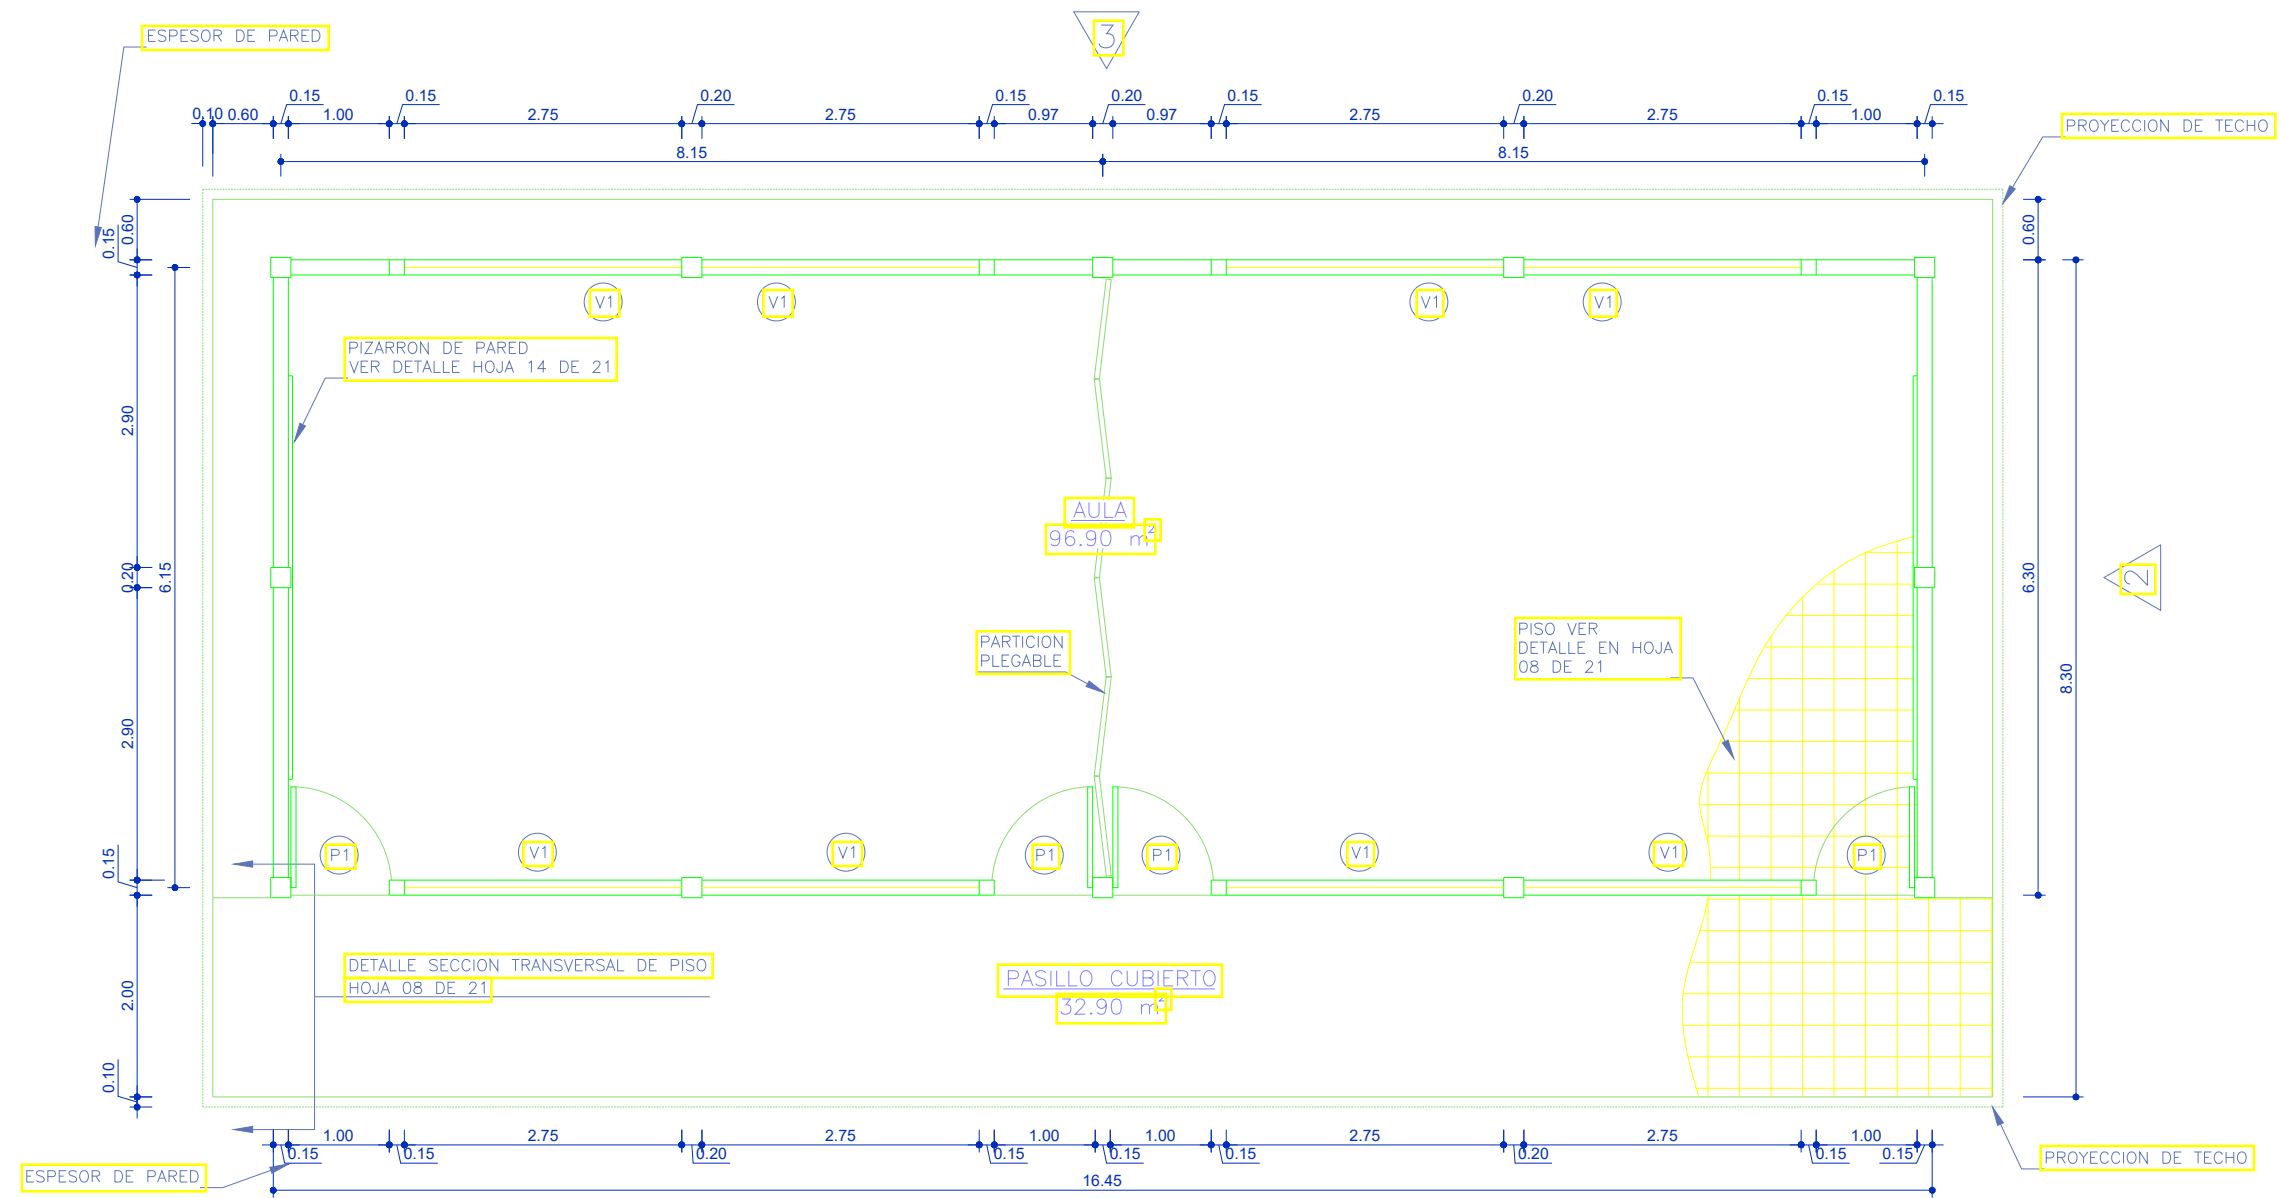 ESPESOR DE PARED
3
0.15
0.15
0.20
0.15
0.20
0.15
0.20
0.15
0.15
0.10
0.60
1.00
2.75
2.75
0.97
0.97
2.75
2.75
1.00
PROYECCION DE TECHO
8.15
8.15
0.60
0.15
0.60
V1
V1
V1
V1
PIZARRON DE PARED
VER DETALLE HOJA 14 DE 21
2.90
AULA
96.90 m²
0.20
6.15
6.30
2
PARTICION
PLEGABLE
PISO VER
DETALLE EN HOJA
08 DE 21
8.30
2.90
0.15
P1
V1
V1
P1
P1
V1
V1
P1
DETALLE SECCION TRANSVERSAL DE PISO
HOJA 08 DE 21
PASILLO CUBIERTO
32.90 m²
2.00
0.10
1.00
2.75
2.75
1.00
1.00
2.75
2.75
1.00
0.15
0.15
0.20
0.15
0.15
0.15
0.20
0.15
0.15
PROYECCION DE TECHO
ESPESOR DE PARED
16.45